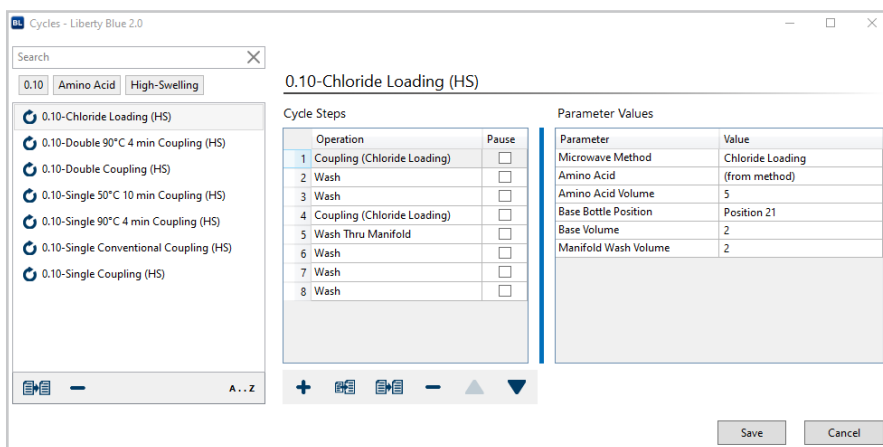 BL Cycles - Liberty Blue 2.0
Search
0.10 Amino Acid High-Swelling
0.10-Chloride Loading (HS)
0.10-Double 90°C 4 min Coupling (HS)
0.10-Double Coupling (HS)
0.10-Single 50°C 10 min Coupling (HS)
0.10-Single 90°C 4 min Coupling (HS)
0.10-Single Conventional Coupling (HS)
0.10-Single Coupling (HS)
A..Z
0.10-Chloride Loading (HS)
Cycle Steps
Operation Pause
1 Coupling (Chloride Loading)
2 Wash
3 Wash
4 Coupling (Chloride Loading)
5 Wash Thru Manifold
6 Wash
7 Wash
8 Wash
Parameter Values
Parameter Value
Microwave Method Chloride Loading
Amino Acid (from method)
Amino Acid Volume 5
Base Bottle Position Position 21
Base Volume 2
Manifold Wash Volume 2
Save Cancel